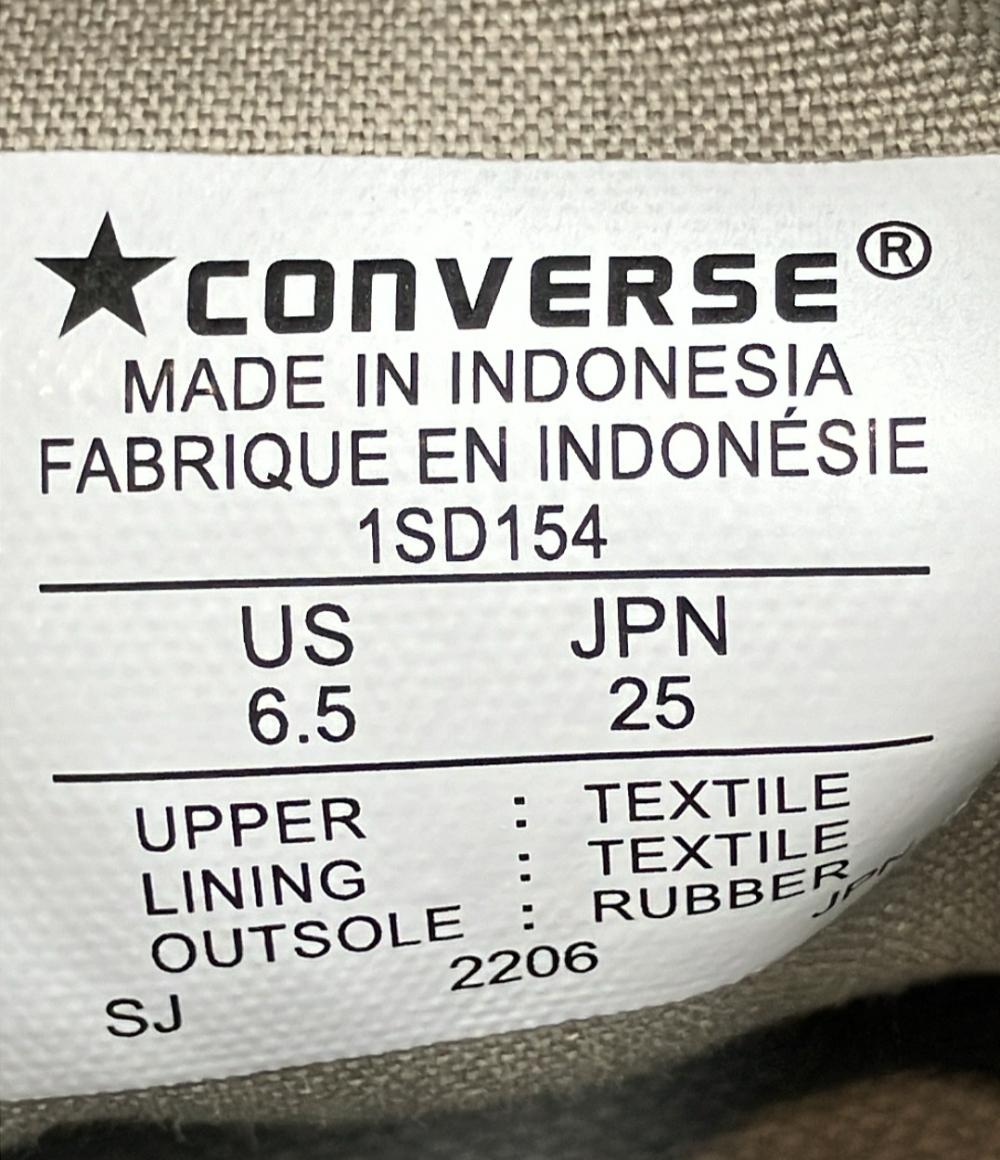 ★CONVERSE®
MADE IN INDONESIA
FABRIQUE EN INDONÉSIE
1SD154
US JPN
6.5 25
UPPER : TEXTILE
LINING : TEXTILE
OUTSOLE : RUBBER
SJ 2206 JPN